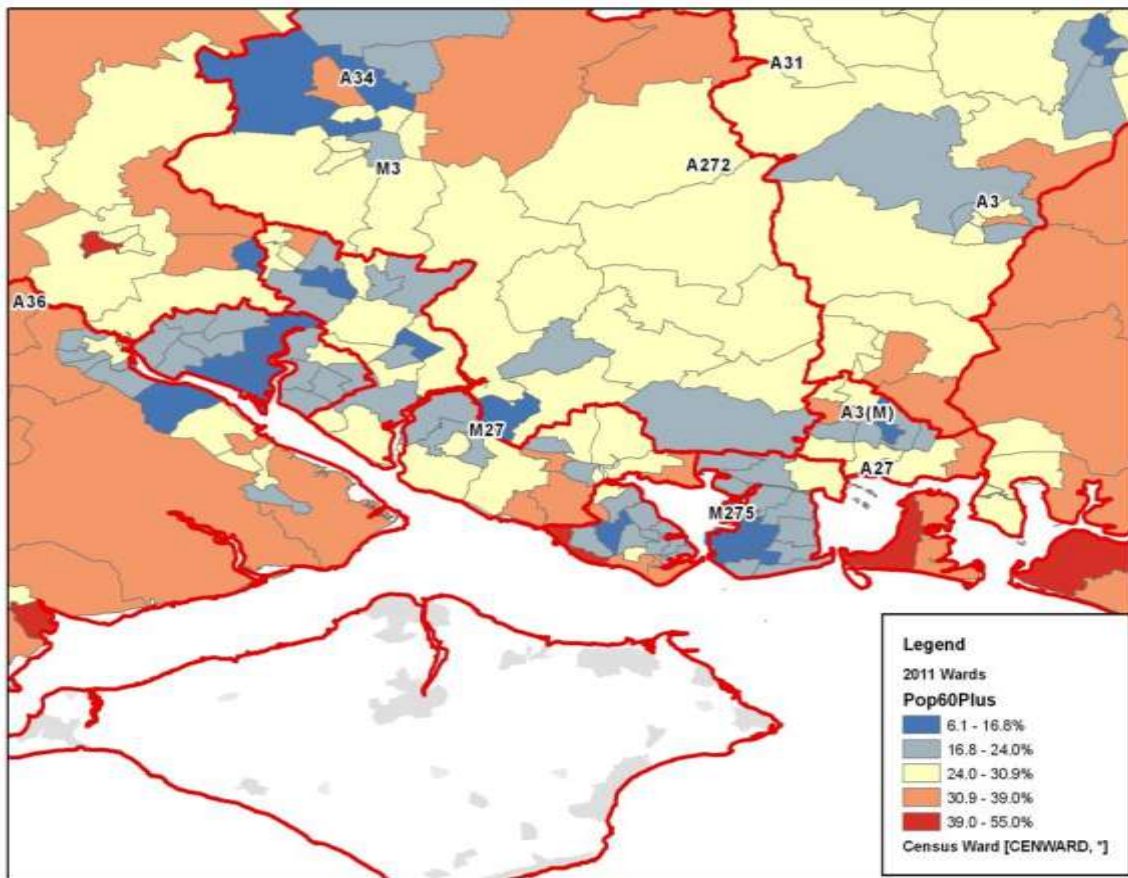 A31
A34
M3
A272
A3
A36
A3(M)
M27
A27
M275
Legend
2011 Wards
Pop60Plus
6.1 - 16.8%
16.8 - 24.0%
24.0 - 30.9%
30.9 - 39.0%
39.0 - 55.0%
Census Ward [CENWARD, "]